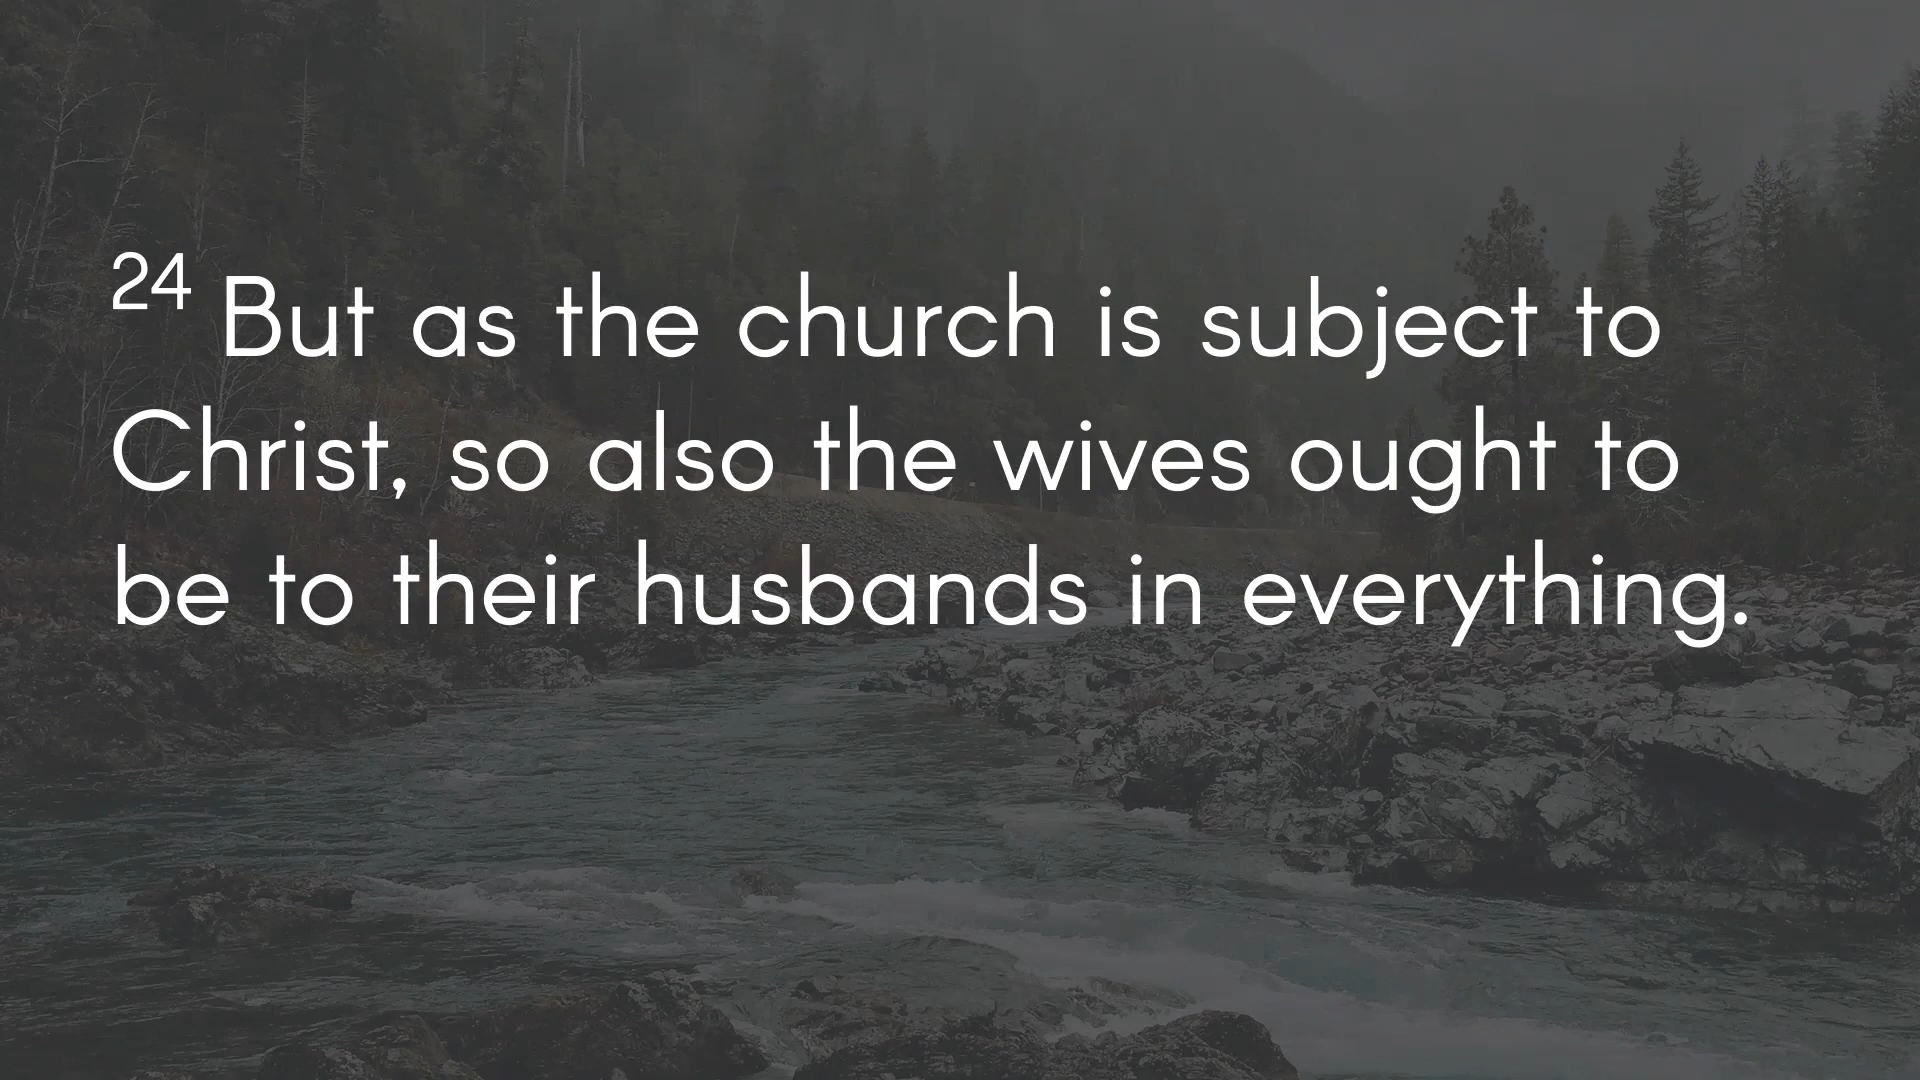 24 But as the church is subject to
Christ, so also the wives ought to
be to their husbands in everything.